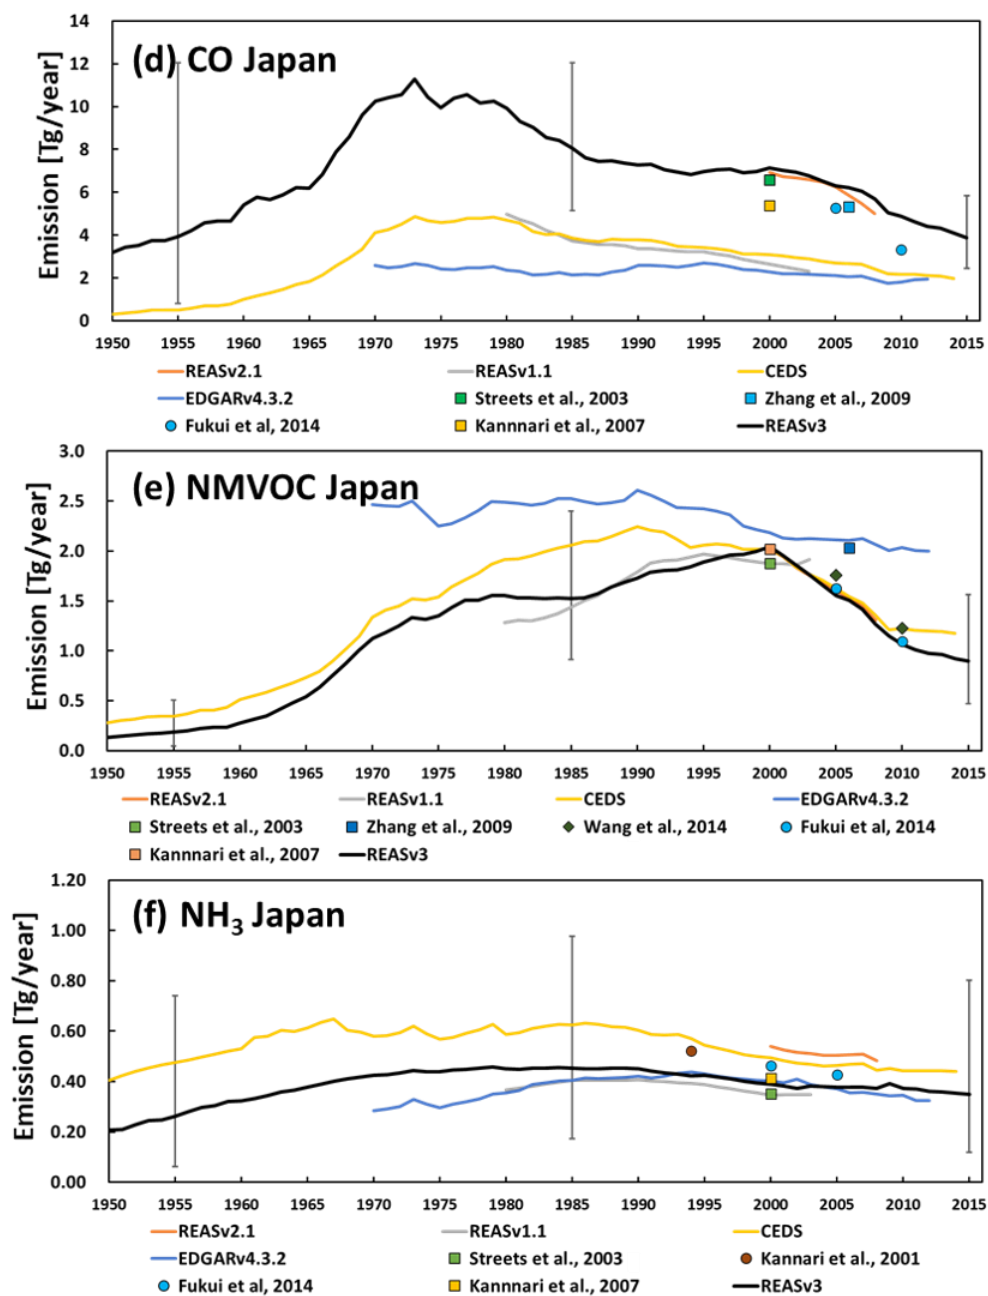 (d) CO Japan
Emission [Tg/year]
14
12
10
8
6
4
2
0
1950 1955 1960 1965 1970 1975 1980 1985 1990 1995 2000 2005 2010 2015
REASv2.1 REASv1.1 CEDS
EDGARv4.3.2 Streets et al., 2003 Zhang et al., 2009
Fukui et al, 2014 Kannnari et al., 2007 REASv3
(e) NMVOC Japan
Emission [Tg/year]
3.0
2.5
2.0
1.5
1.0
0.5
0.0
1950 1955 1960 1965 1970 1975 1980 1985 1990 1995 2000 2005 2010 2015
REASv2.1 REASv1.1 CEDS EDGARv4.3.2
Streets et al., 2003 Zhang et al., 2009 Wang et al., 2014 Fukui et al, 2014
Kannnari et al., 2007 REASv3
(f) NH₃ Japan
Emission [Tg/year]
1.20
1.00
0.80
0.60
0.40
0.20
0.00
1950 1955 1960 1965 1970 1975 1980 1985 1990 1995 2000 2005 2010 2015
REASv2.1 REASv1.1 CEDS
EDGARv4.3.2 Streets et al., 2003 Kannari et al., 2001
Fukui et al, 2014 Kannnari et al., 2007 REASv3